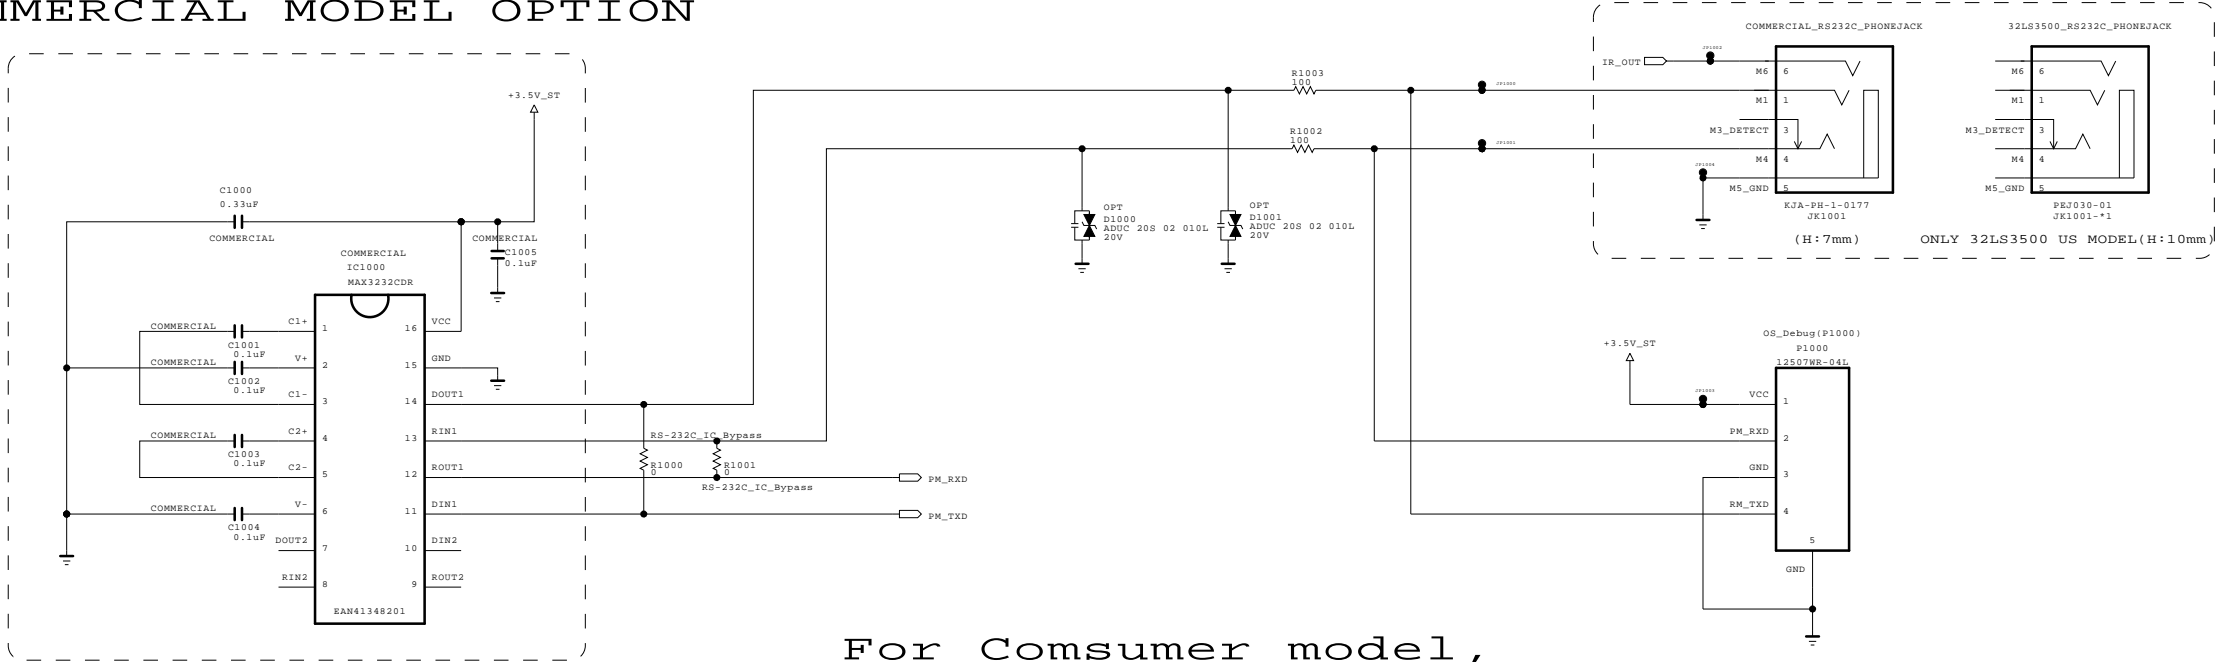 MMERCIAL MODEL OPTION
+3.5V_ST
C1000
0.33uF
COMMERCIAL
COMMERCIAL
C1005
0.1uF
COMMERCIAL
IC1000
MAX3232CDR
COMMERCIAL
C1001
0.1uF
COMMERCIAL
C1002
0.1uF
COMMERCIAL
C1003
0.1uF
COMMERCIAL
C1004
0.1uF
C1+ 1
V+ 2
C1- 3
C2+ 4
C2- 5
V- 6
DOUT2 7
RIN2 8
16 VCC
15 GND
14 DOUT1
13 RIN1
12 ROUT1
11 DIN1
10 DIN2
9 ROUT2
EAN41348201
RS-232C_IC_Bypass
R1000
0
R1001
0
RS-232C_IC_Bypass
PM_RXD
PM_TXD
OPT
D1000
ADUC 20S 02 010L
20V
OPT
D1001
ADUC 20S 02 010L
20V
R1003
100
R1002
100
JP1000
JP1001
COMMERCIAL_RS232C_PHONEJACK
IR_OUT
JP1002
M6 6
M1 1
M3_DETECT 3
M4 4
JP1004
M5_GND 5
KJA-PH-1-0177
JK1001
(H:7mm)
32LS3500_RS232C_PHONEJACK
M6 6
M1 1
M3_DETECT 3
M4 4
M5_GND 5
PEJ030-01
JK1001-*1
ONLY 32LS3500 US MODEL(H:10mm)
OS_Debug(P1000)
P1000
12507WR-04L
+3.5V_ST
JP1003
VCC 1
PM_RXD 2
GND 3
RM_TXD 4
5
GND
For Comsumer model,